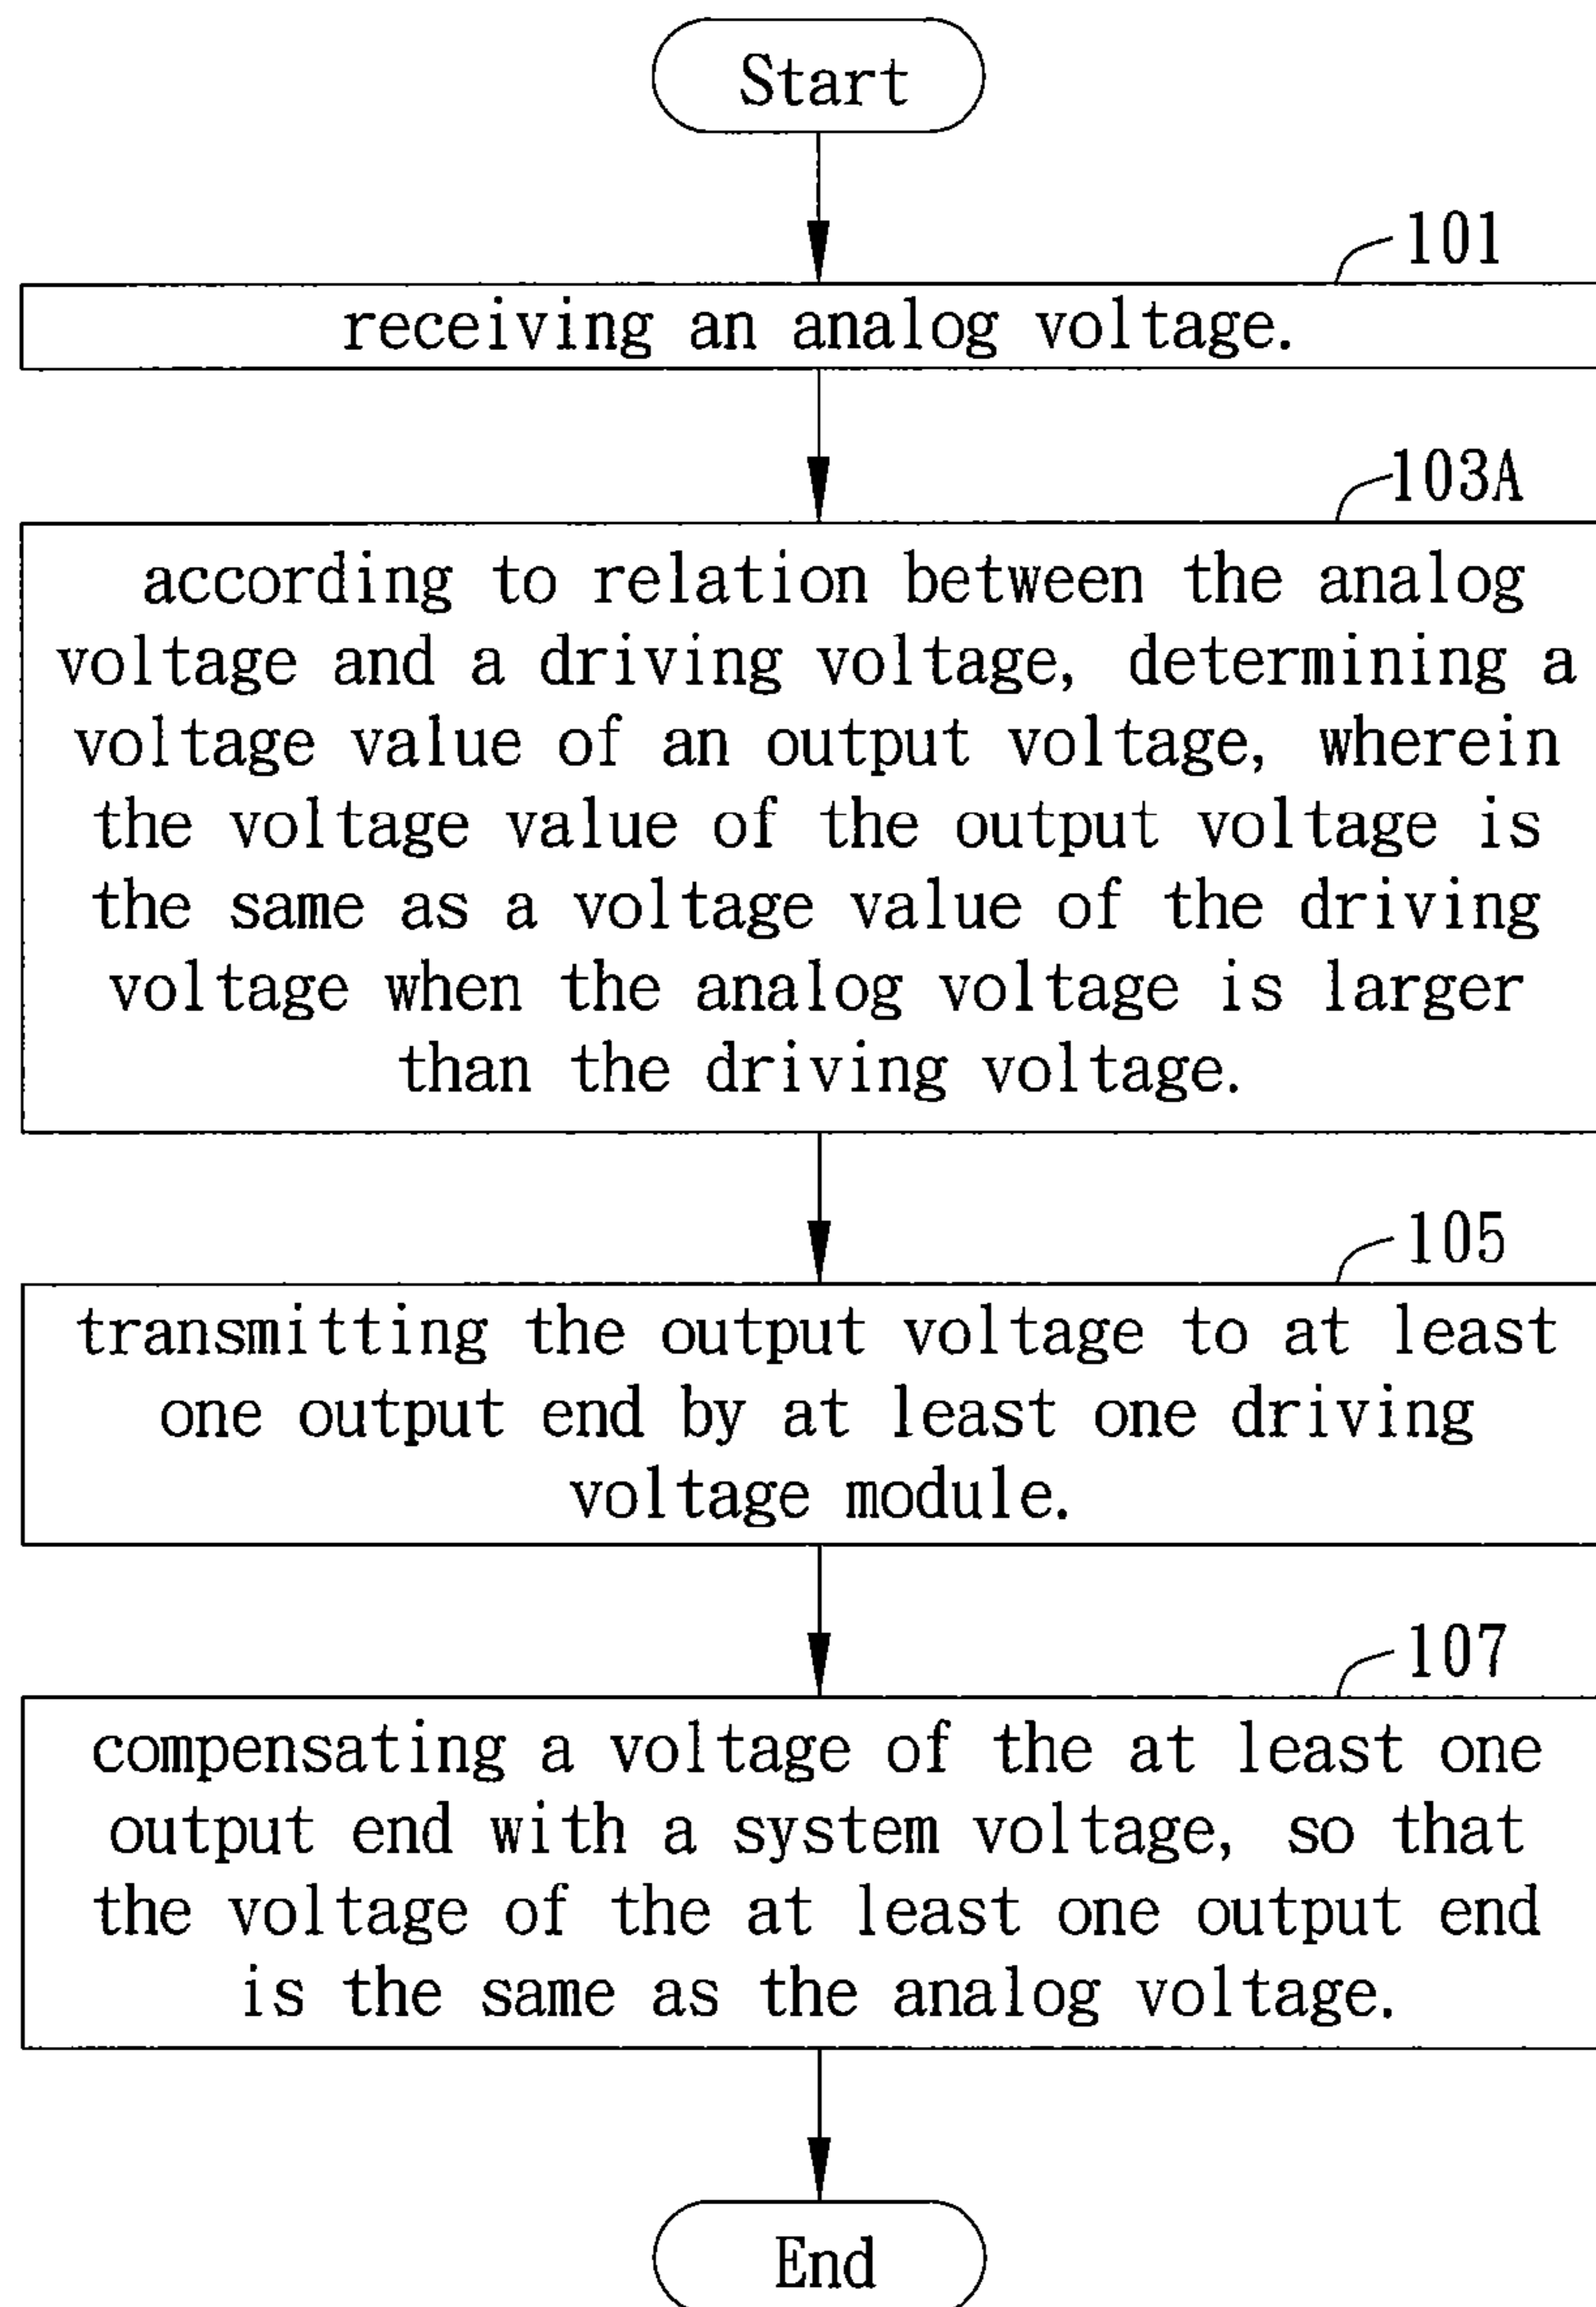 Start
101
receiving an analog voltage.
103A
according to relation between the analog
voltage and a driving voltage, determining a
voltage value of an output voltage, wherein
the voltage value of the output voltage is
the same as a voltage value of the driving
voltage when the analog voltage is larger
than the driving voltage.
105
transmitting the output voltage to at least
one output end by at least one driving
voltage module.
107
compensating a voltage of the at least one
output end with a system voltage, so that
the voltage of the at least one output end
is the same as the analog voltage.
End